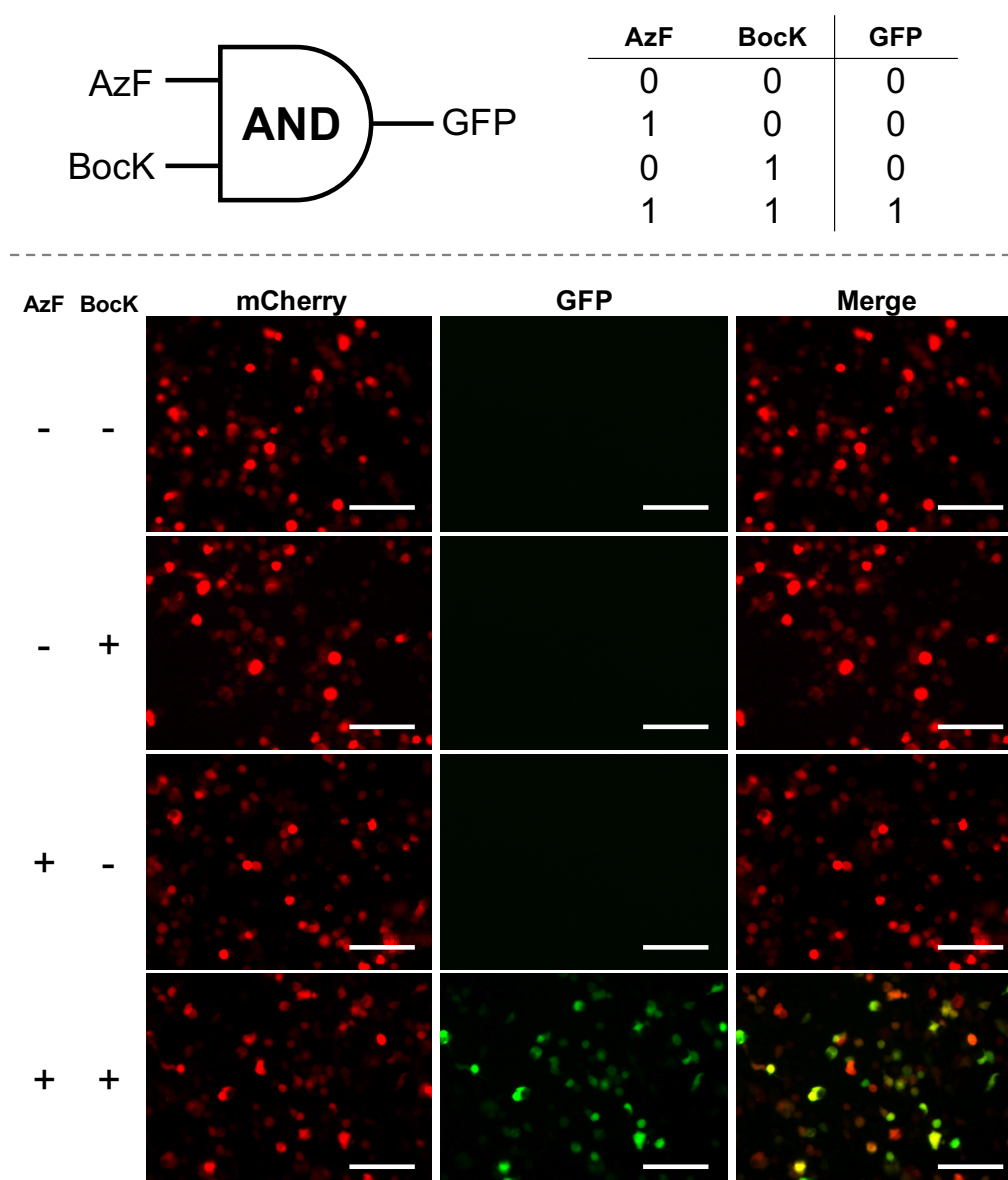 AzF BocK GFP
AzF
AND
GFP
BocK
0 0 0
1 0 0
0 1 0
1 1 1
AzF BocK mCherry GFP Merge
- -
- +
+ -
+ +